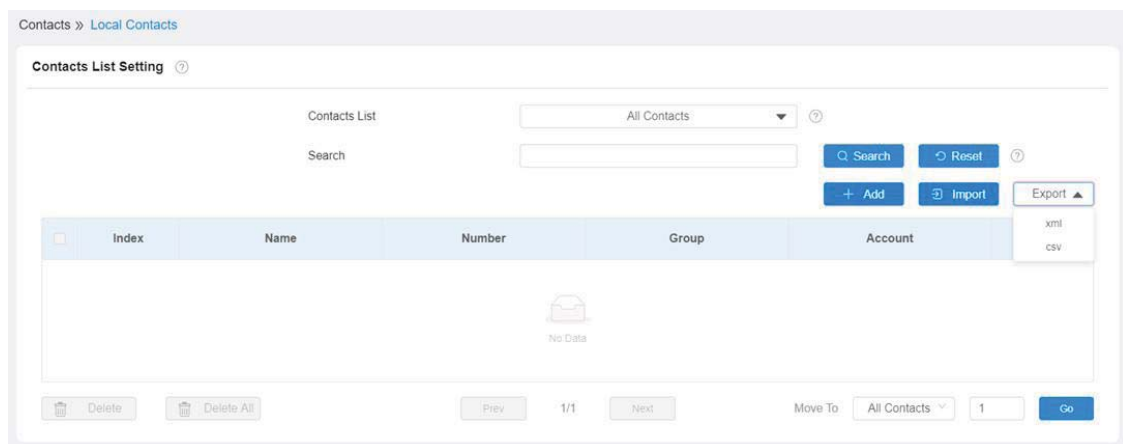 Contacts » Local Contacts
Contacts List Setting ?
Contacts List All Contacts ?
Search Search Reset ?
+ Add Import Export
xml
csv
Index Name Number Group Account
No Data
Delete Delete All Prev 1/1 Next Move To All Contacts 1 Go